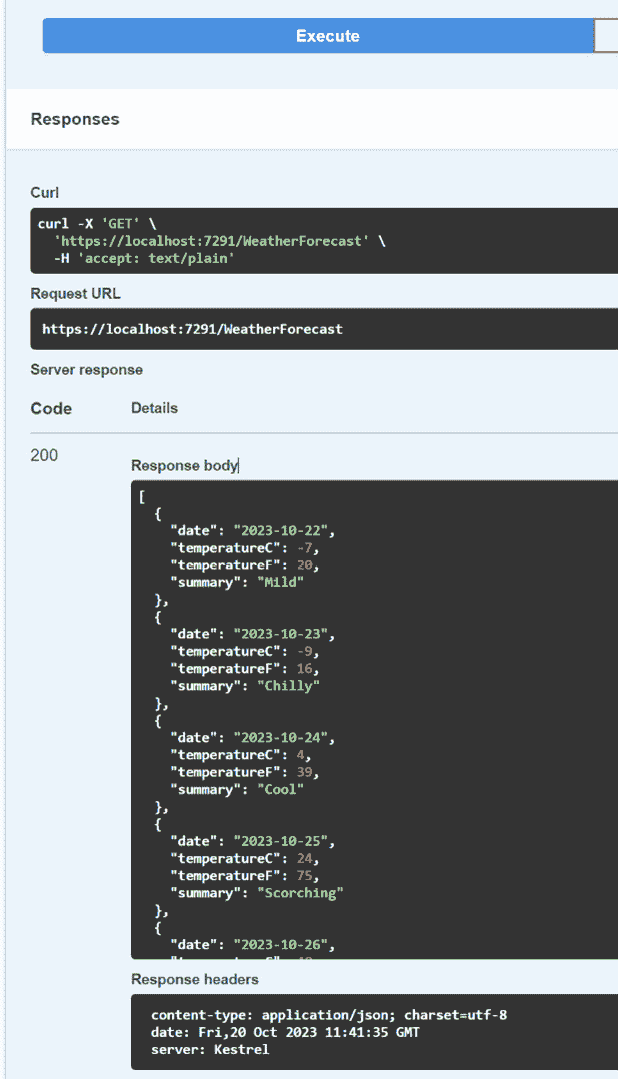 Execute
Responses
Curl
curl -X 'GET' \
  'https://localhost:7291/WeatherForecast' \
  -H 'accept: text/plain'
Request URL
https://localhost:7291/WeatherForecast
Server response
Code Details
200
Response body
[
  {
    "date": "2023-10-22",
    "temperatureC": -7,
    "temperatureF": 20,
    "summary": "Mild"
  },
  {
    "date": "2023-10-23",
    "temperatureC": -9,
    "temperatureF": 16,
    "summary": "Chilly"
  },
  {
    "date": "2023-10-24",
    "temperatureC": 4,
    "temperatureF": 39,
    "summary": "Cool"
  },
  {
    "date": "2023-10-25",
    "temperatureC": 24,
    "temperatureF": 75,
    "summary": "Scorching"
  },
  {
    "date": "2023-10-26",
Response headers
content-type: application/json; charset=utf-8
date: Fri,20 Oct 2023 11:41:35 GMT
server: Kestrel